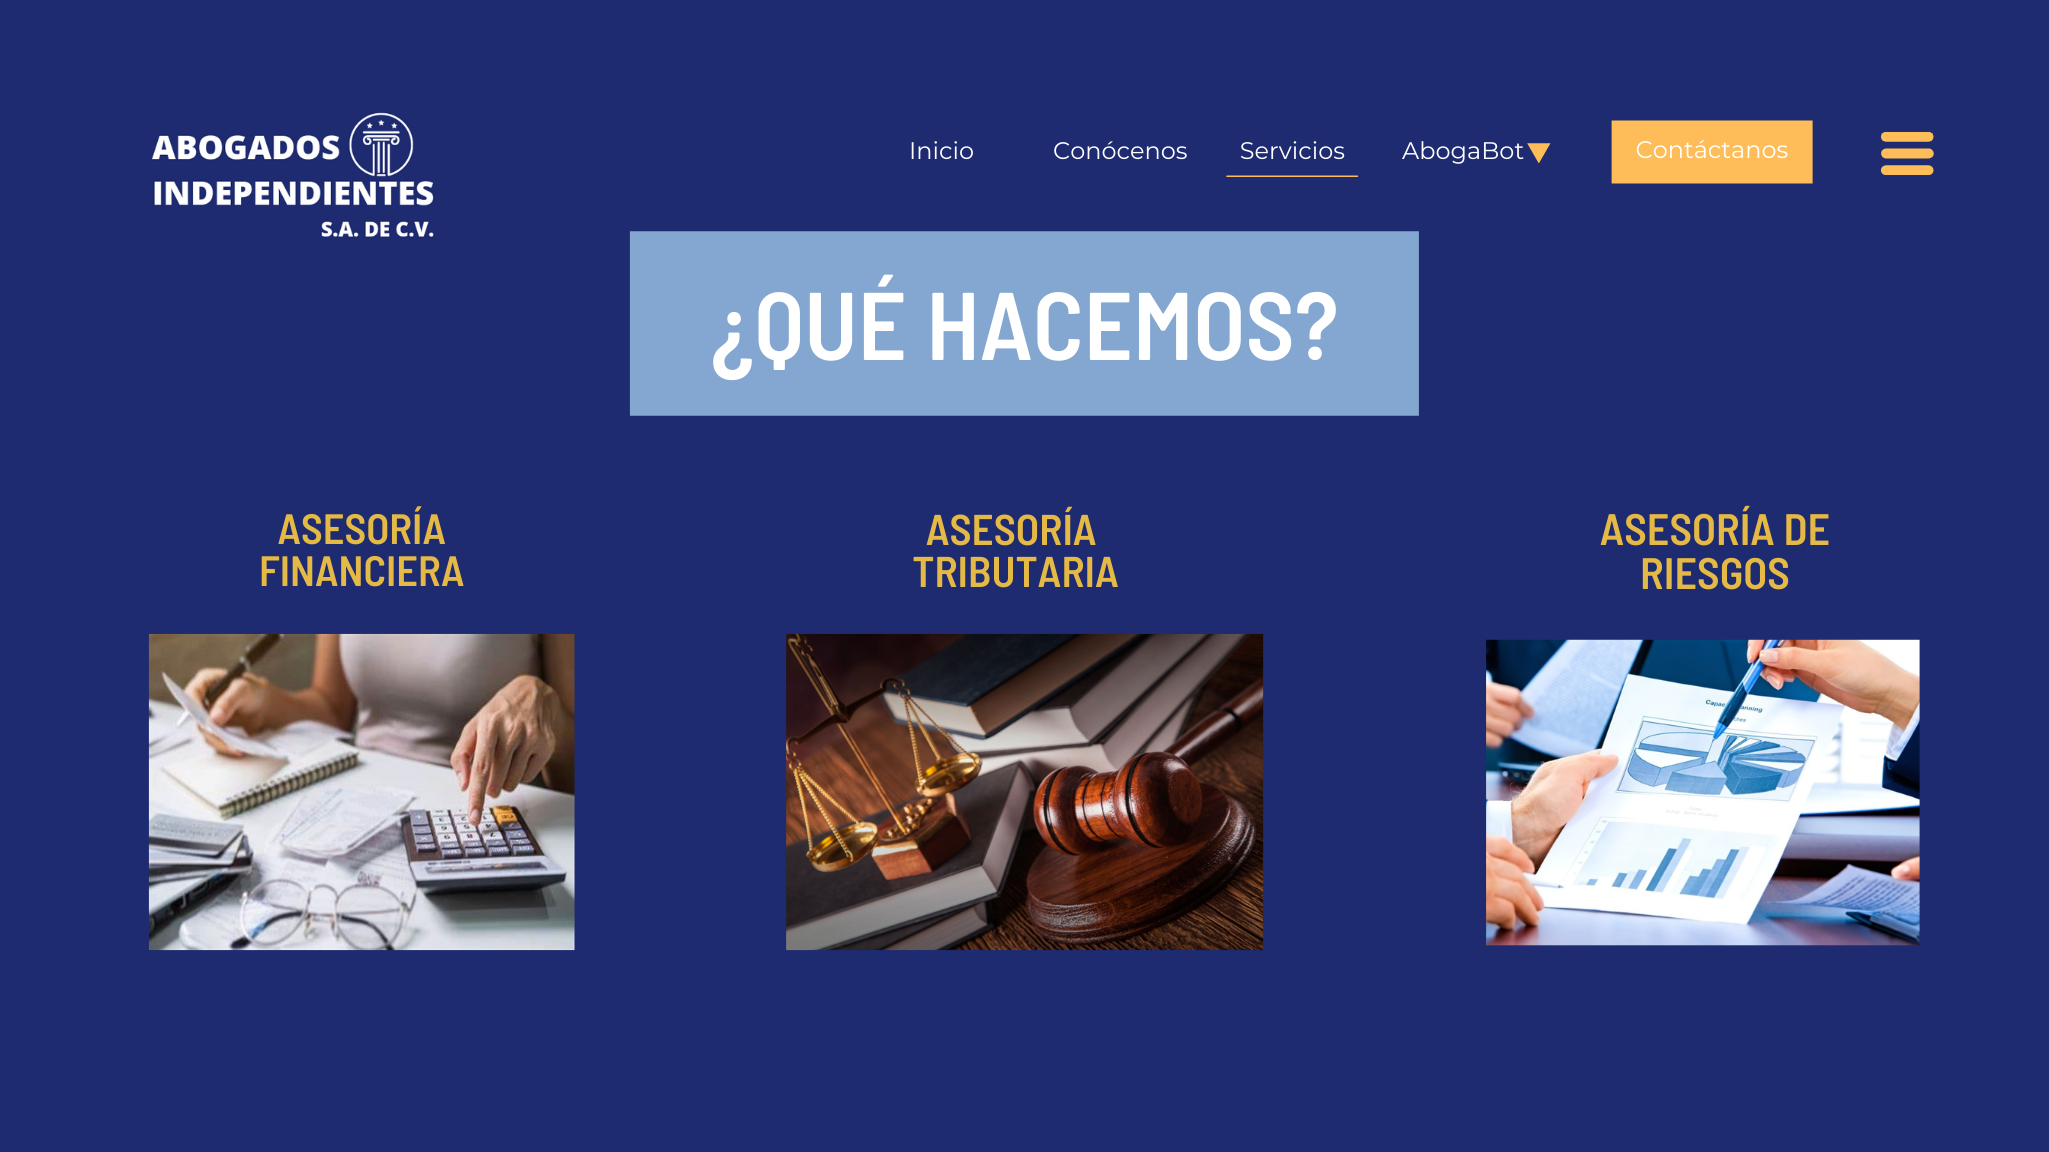 ABOGADOS
INDEPENDIENTES
S.A. DE C.V.
Inicio
Conócenos
Servicios
AbogaBot
Contáctanos
¿QUÉ HACEMOS?
ASESORÍA
FINANCIERA
ASESORÍA
TRIBUTARIA
ASESORÍA DE
RIESGOS